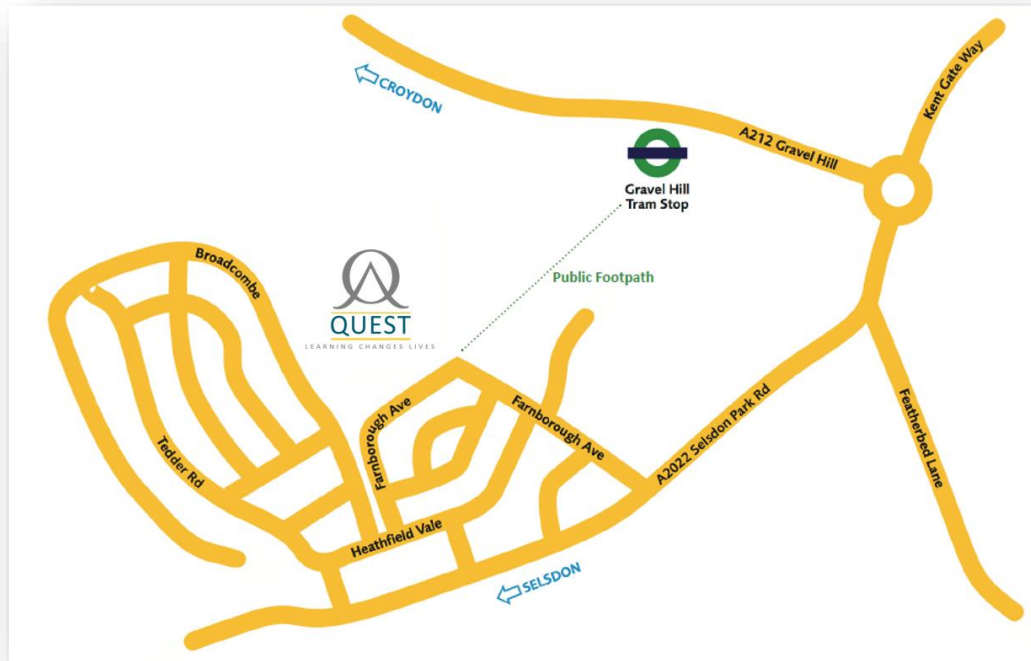 CROYDON
Kent Gate Way
A212 Gravel Hill
Gravel Hill
Tram Stop
Broadcombe
Public Footpath
QUEST
LEARNING CHANGES LIVES
Farnborough Ave
Farnborough Ave
A2022 Selsdon Park Rd
Featherbed Lane
Tedder Rd
Heathfield Vale
SELSDON